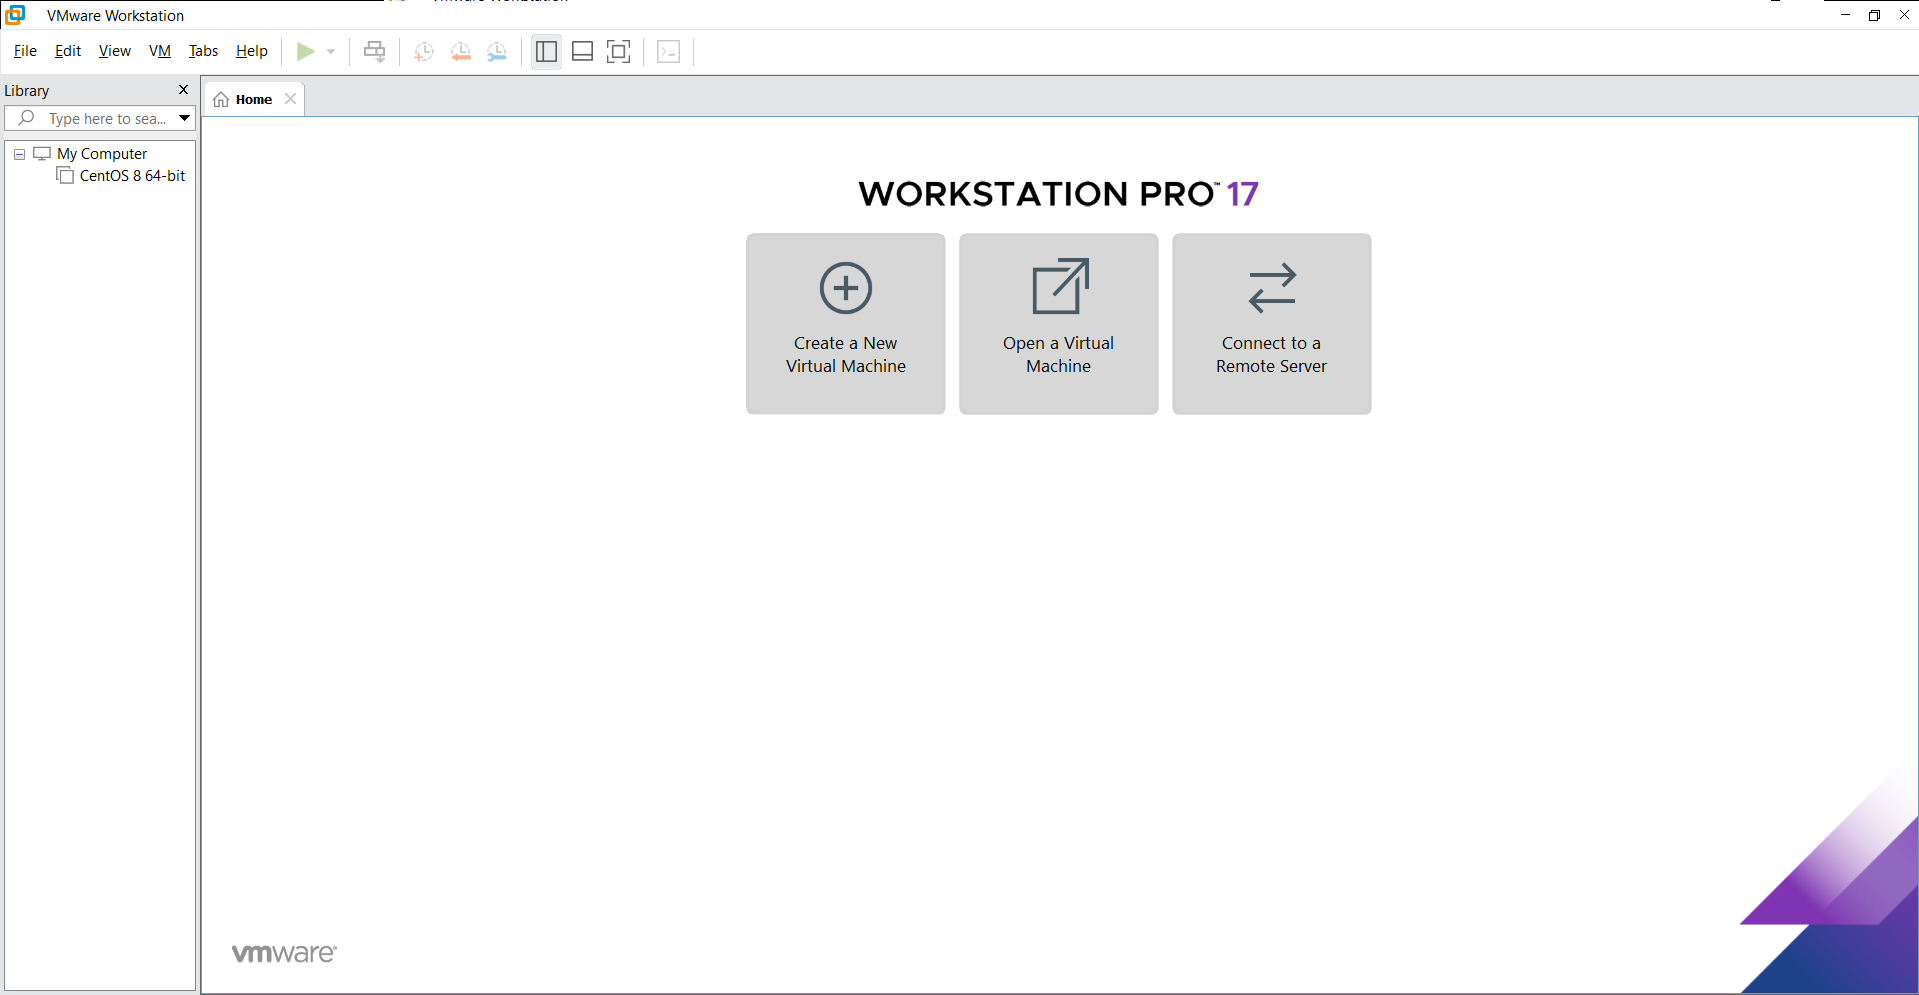 VMware Workstation
File Edit View VM Tabs Help
Library
Type here to sea...
My Computer
CentOS 8 64-bit
Home
WORKSTATION PRO™ 17
Create a New
Virtual Machine
Open a Virtual
Machine
Connect to a
Remote Server
vmware®